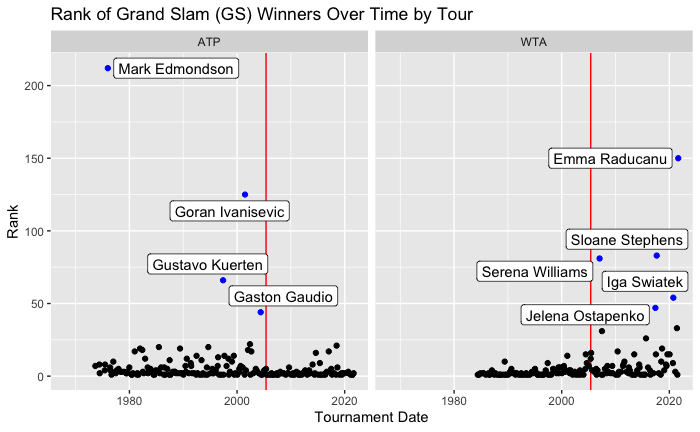 Rank of Grand Slam (GS) Winners Over Time by Tour
ATP
WTA
Rank
200
150
100
50
0
Mark Edmondson
Goran Ivanisevic
Gustavo Kuerten
Gaston Gaudio
Emma Raducanu
Sloane Stephens
Serena Williams
Iga Swiatek
Jelena Ostapenko
1980
2000
2020
1980
2000
2020
Tournament Date